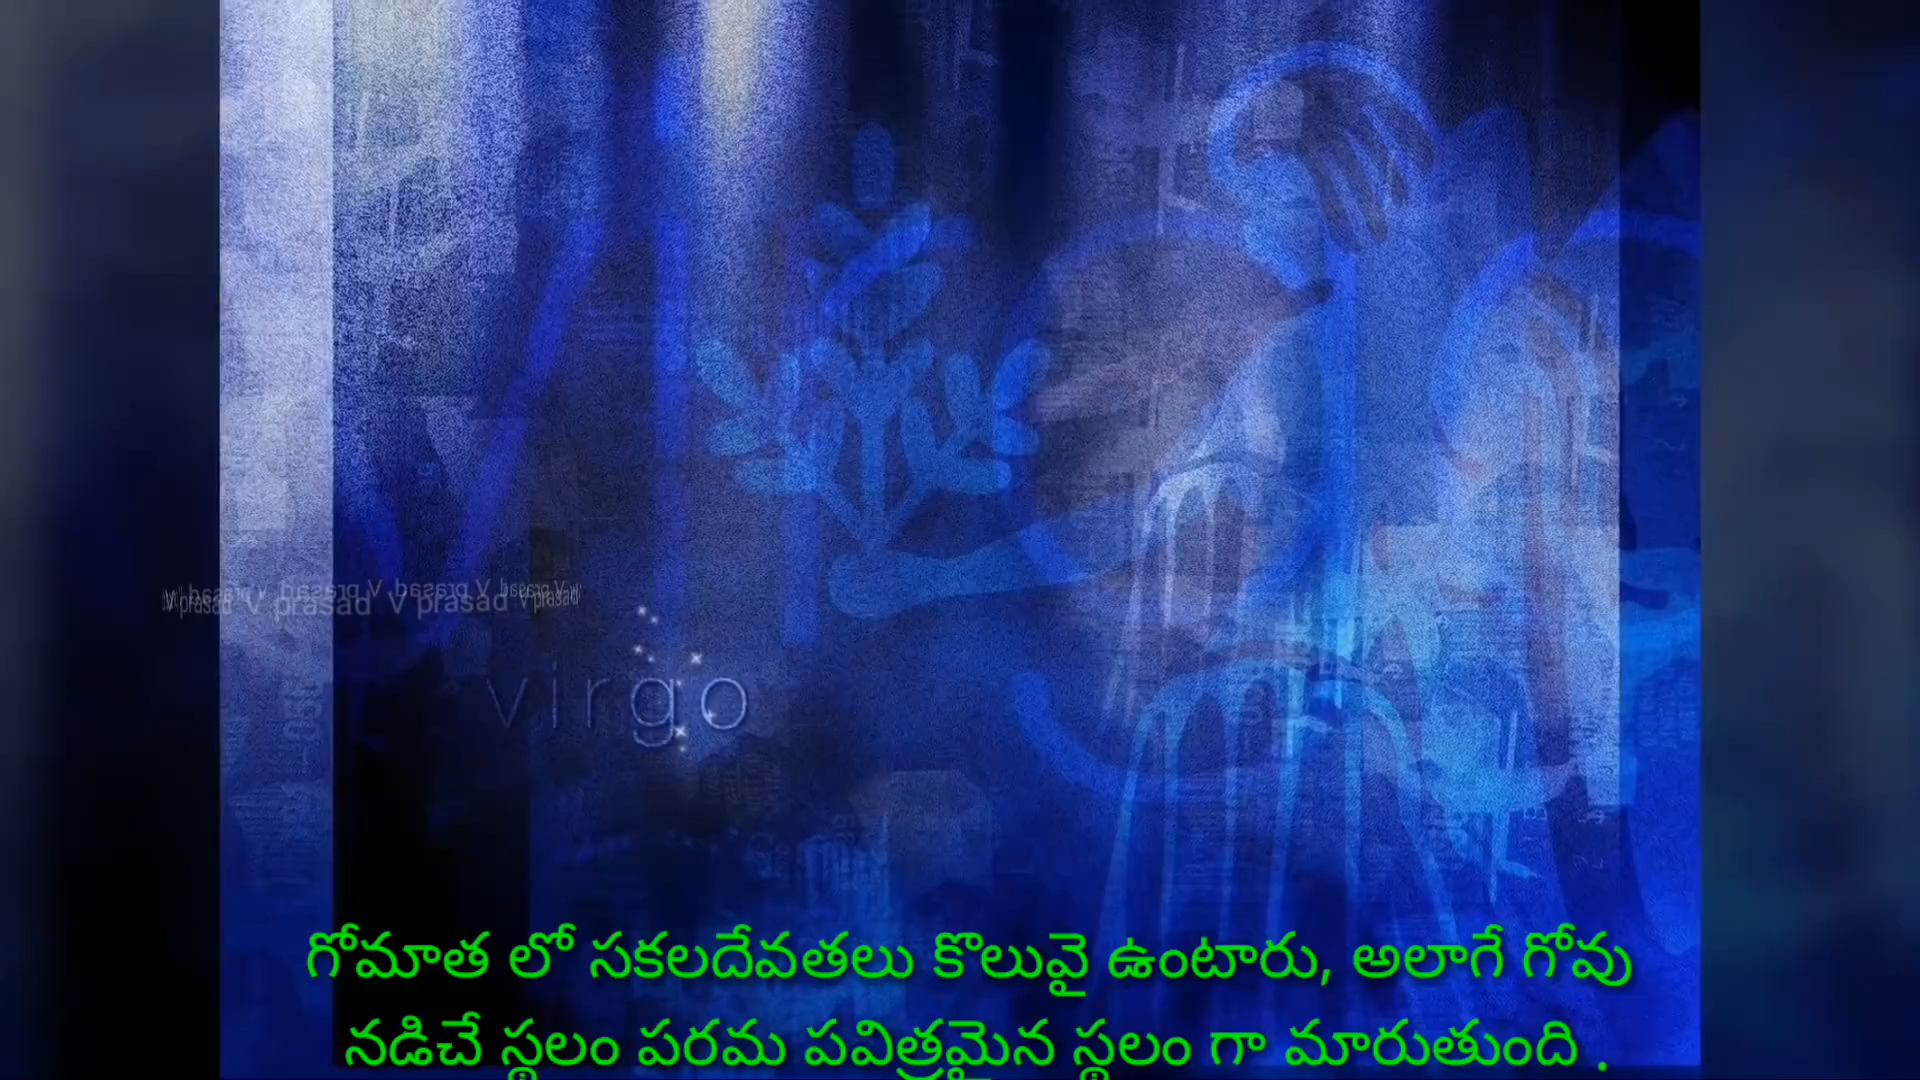 V prasad V prasad V prasad V prasad
virgo
గోమాత లో సకలదేవతలు కొలువై ఉంటారు, అలాగే గోవు
నడిచే స్థలం పరమ పవిత్రమైన స్థలం గా మారుతుంది .